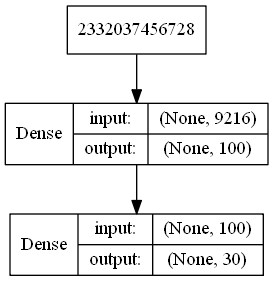 2332037456728
Dense
input: (None, 9216)
output: (None, 100)
Dense
input: (None, 100)
output: (None, 30)